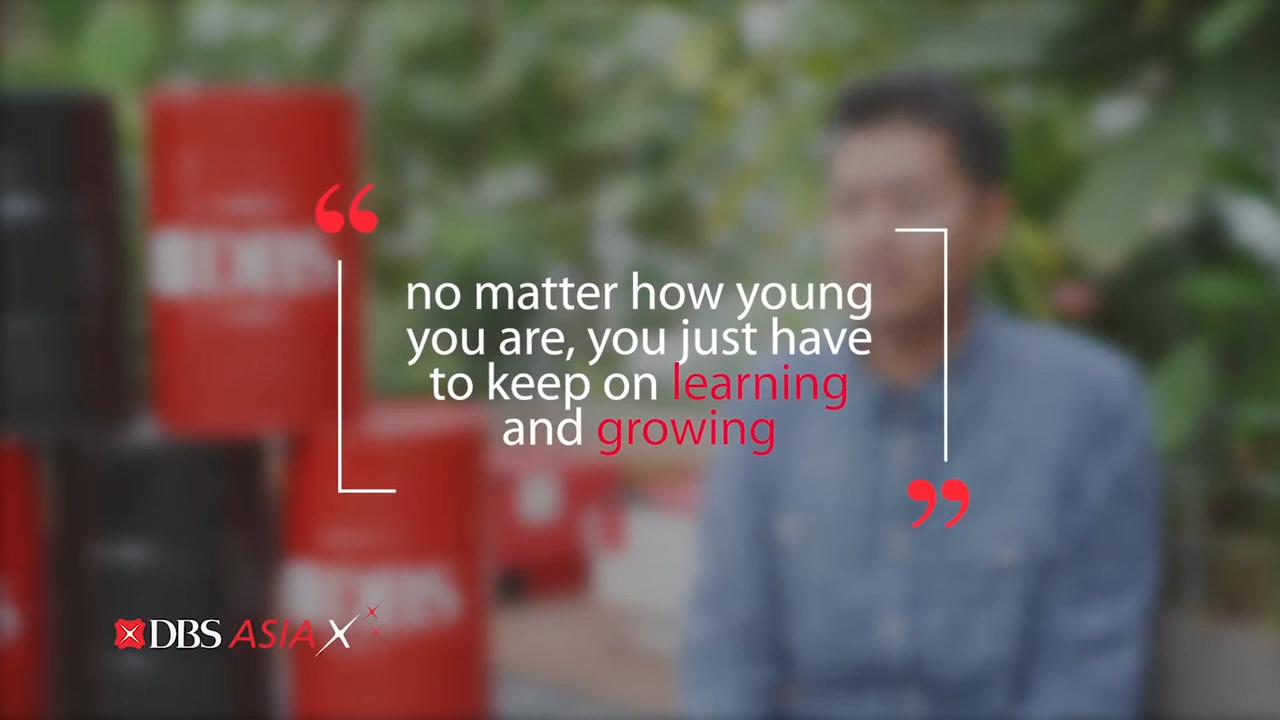 “
no matter how young
you are, you just have
to keep on learning
and growing
”
DBS ASIA X